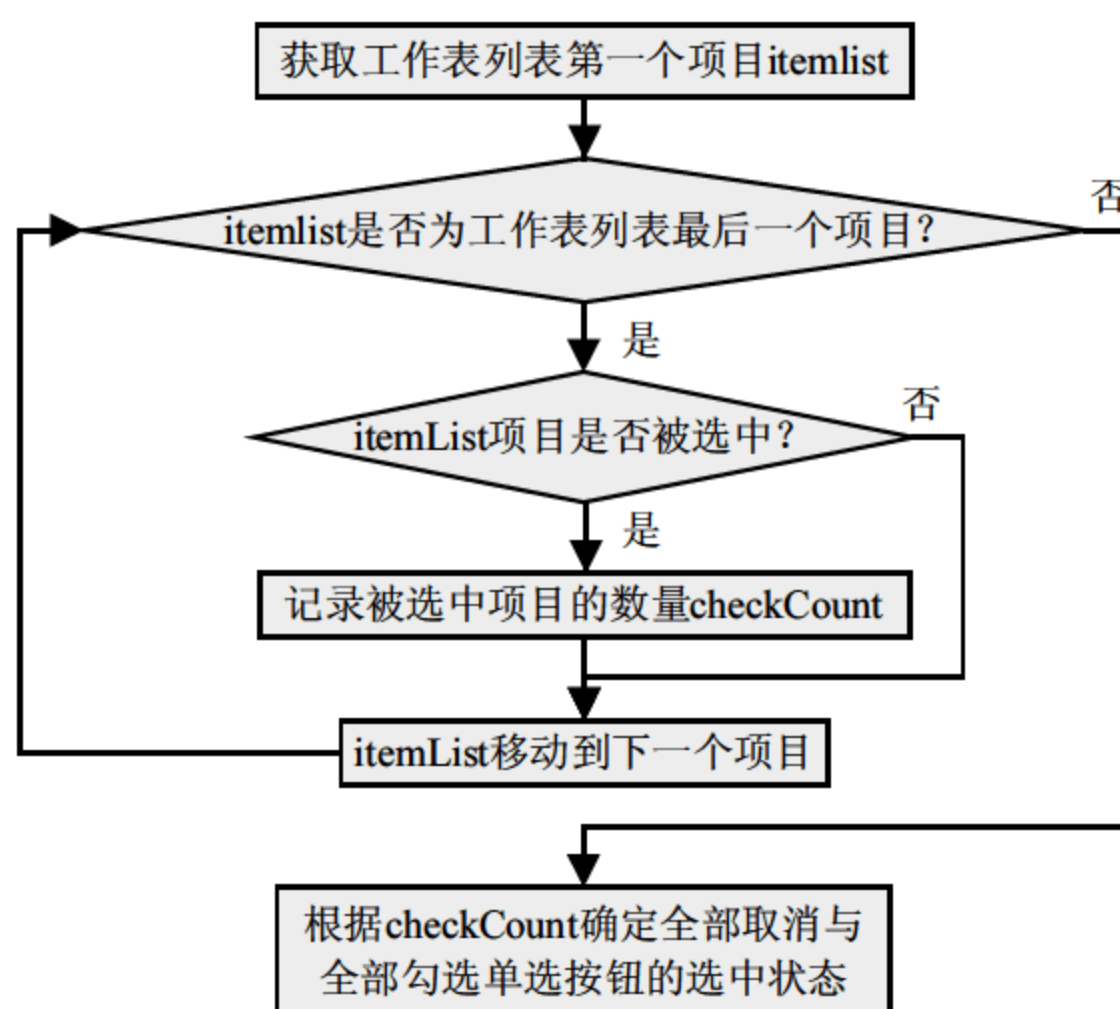 获取工作表列表第一个项目itemlist
否
itemlist是否为工作表列表最后一个项目？
是
否
itemList项目是否被选中？
是
记录被选中项目的数量checkCount
itemList移动到下一个项目
根据checkCount确定全部取消与
全部勾选单选按钮的选中状态